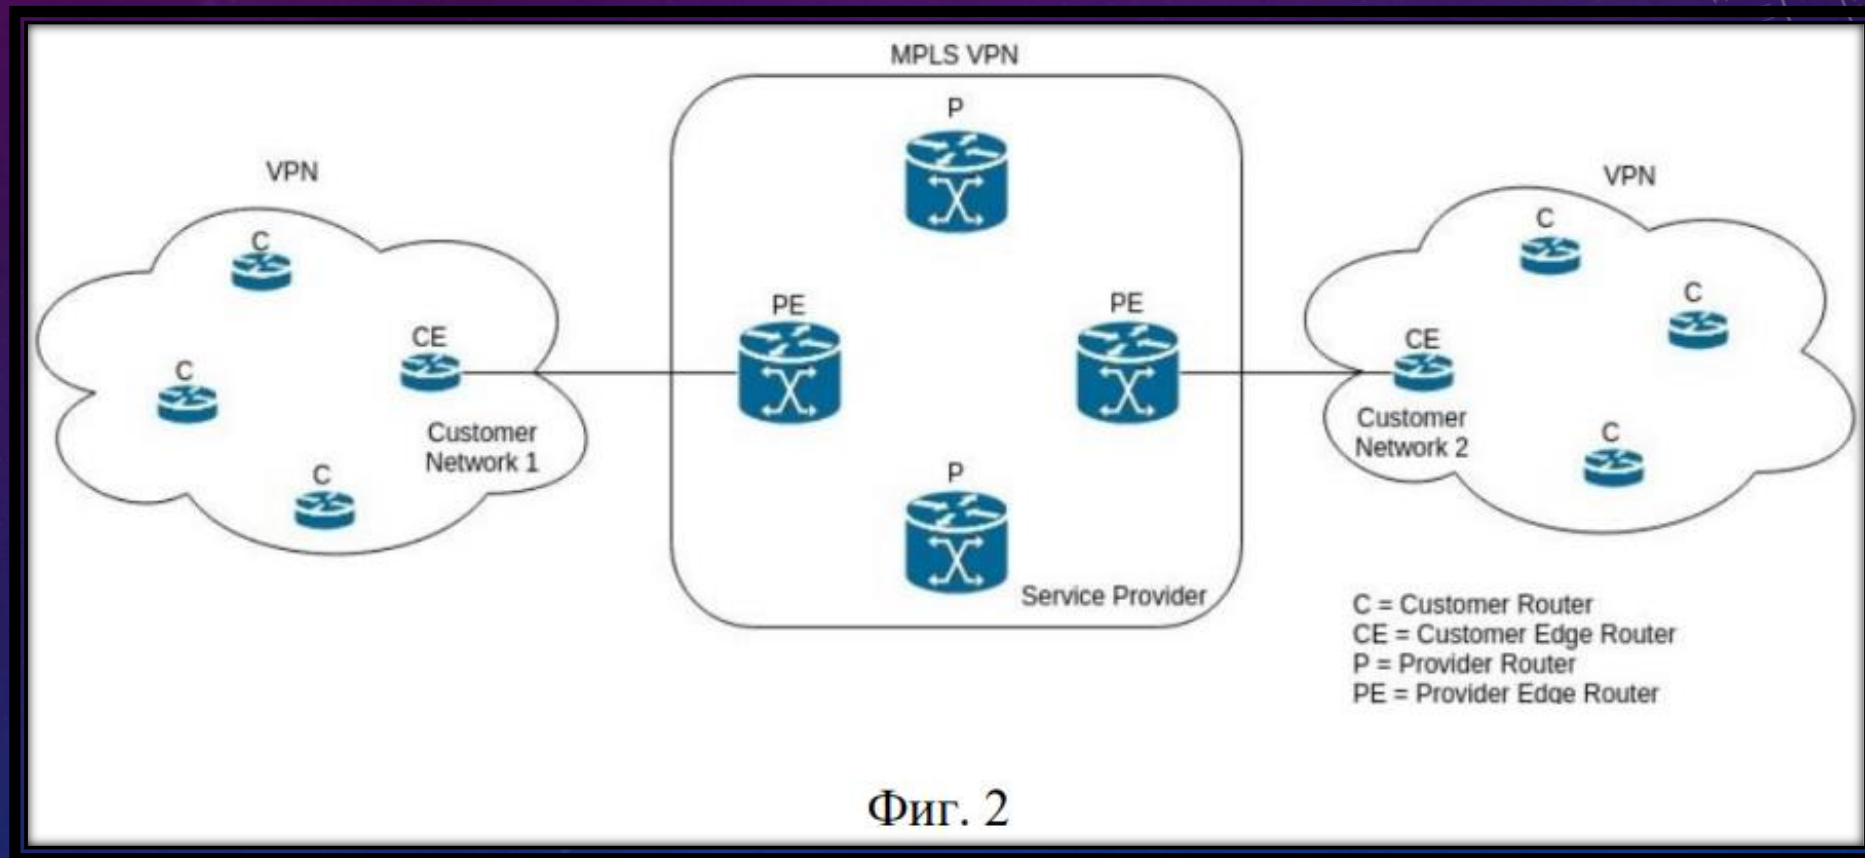 MPLS VPN
P
VPN
C
CE
C
Customer
Network 1
C
PE
PE
P
Service Provider
VPN
C
C
CE
Customer
Network 2
C
C = Customer Router
CE = Customer Edge Router
P = Provider Router
PE = Provider Edge Router
Фиг. 2